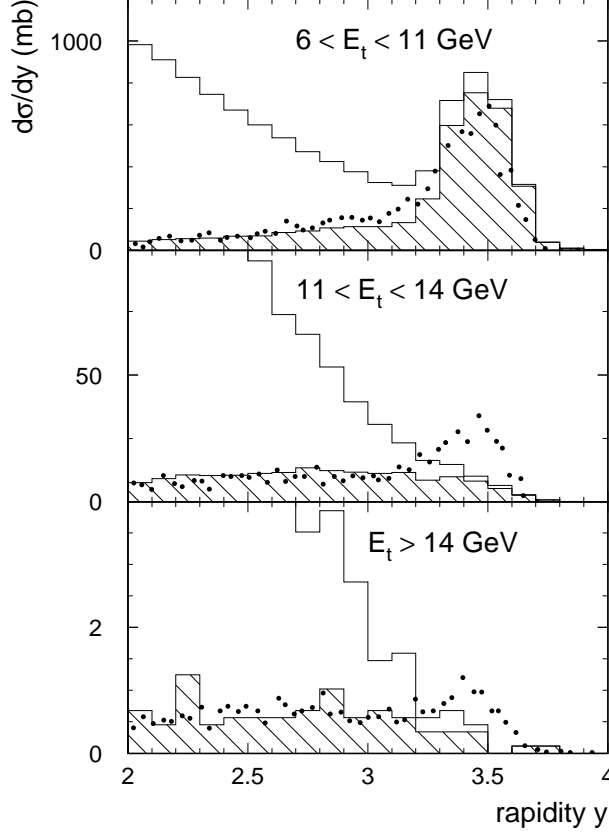 dσ/dy (mb)
1000
0
6 < E_t < 11 GeV
50
0
11 < E_t < 14 GeV
2
0
E_t > 14 GeV
2 2.5 3 3.5 4
rapidity y